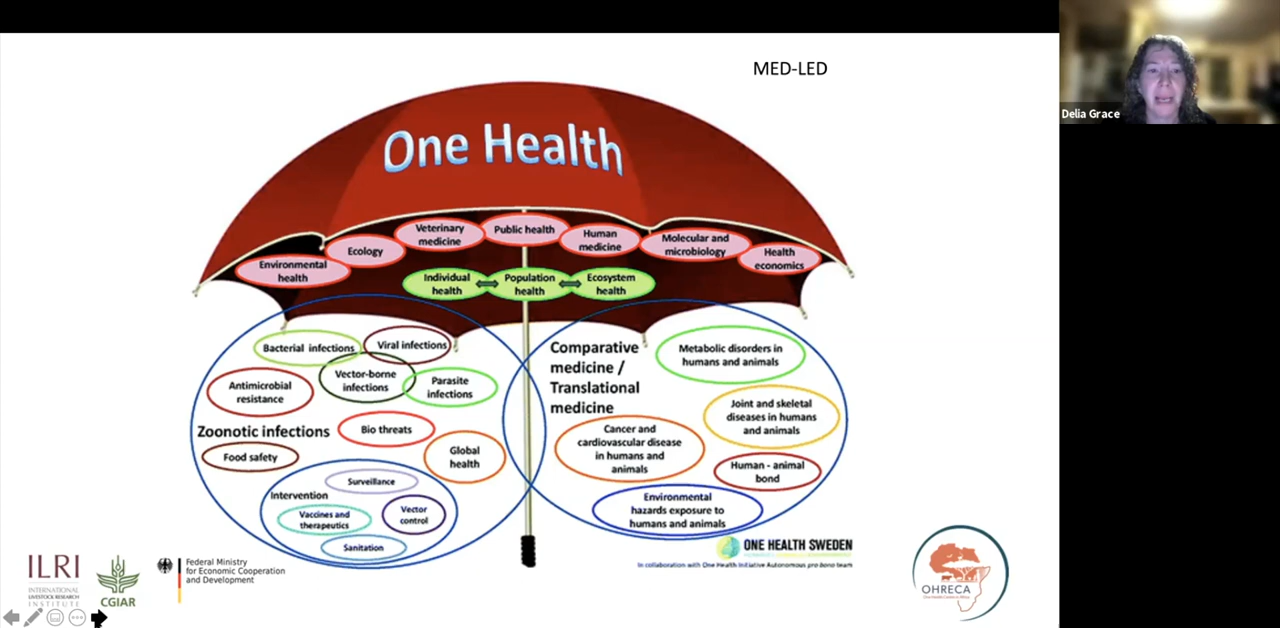 MED-LED
Delia Grace
One Health
Environmental
health
Ecology
Veterinary
medicine
Public health
Human
medicine
Molecular and
microbiology
Health
economics
Individual
health
Population
health
Ecosystem
health
Bacterial infections
Viral infections
Vector-borne
infections
Parasite
infections
Antimicrobial
resistance
Zoonotic infections
Bio threats
Food safety
Global
health
Surveillance
Intervention
Vaccines and
therapeutics
Vector
control
Sanitation
Comparative
medicine /
Translational
medicine
Metabolic disorders in
humans and animals
Joint and skeletal
diseases in humans
and animals
Cancer and
cardiovascular disease
in humans and
animals
Human - animal
bond
Environmental
hazards exposure to
humans and animals
ONE HEALTH SWEDEN
In collaboration with One Health Initiative Autonomous pro bono team
ILRI
INTERNATIONAL
LIVESTOCK RESEARCH
INSTITUTE
CGIAR
Federal Ministry
for Economic Cooperation
and Development
OHRECA